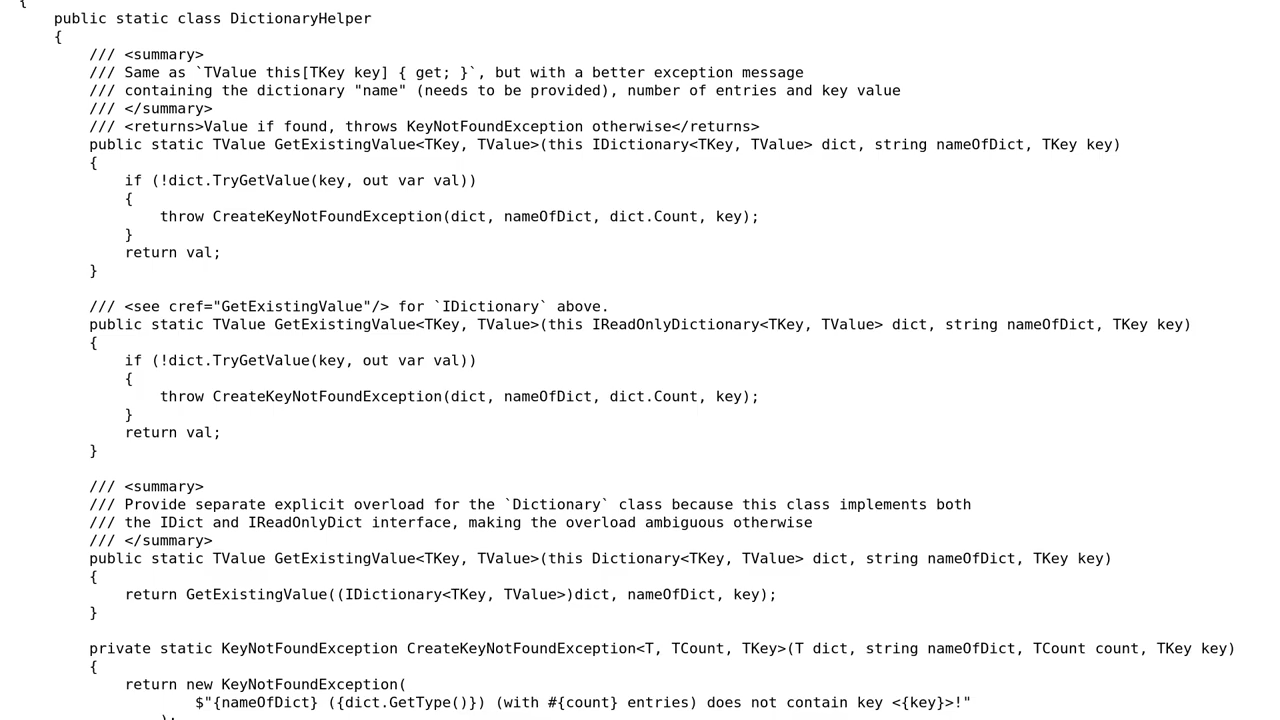 {
    public static class DictionaryHelper
    {
        /// <summary>
        /// Same as `TValue this[TKey key] { get; }`, but with a better exception message
        /// containing the dictionary "name" (needs to be provided), number of entries and key value
        /// </summary>
        /// <returns>Value if found, throws KeyNotFoundException otherwise</returns>
        public static TValue GetExistingValue<TKey, TValue>(this IDictionary<TKey, TValue> dict, string nameOfDict, TKey key)
        {
            if (!dict.TryGetValue(key, out var val))
            {
                throw CreateKeyNotFoundException(dict, nameOfDict, dict.Count, key);
            }
            return val;
        }

        /// <see cref="GetExistingValue"/> for `IDictionary` above.
        public static TValue GetExistingValue<TKey, TValue>(this IReadOnlyDictionary<TKey, TValue> dict, string nameOfDict, TKey key)
        {
            if (!dict.TryGetValue(key, out var val))
            {
                throw CreateKeyNotFoundException(dict, nameOfDict, dict.Count, key);
            }
            return val;
        }

        /// <summary>
        /// Provide separate explicit overload for the `Dictionary` class because this class implements both
        /// the IDict and IReadOnlyDict interface, making the overload ambiguous otherwise
        /// </summary>
        public static TValue GetExistingValue<TKey, TValue>(this Dictionary<TKey, TValue> dict, string nameOfDict, TKey key)
        {
            return GetExistingValue((IDictionary<TKey, TValue>)dict, nameOfDict, key);
        }

        private static KeyNotFoundException CreateKeyNotFoundException<T, TCount, TKey>(T dict, string nameOfDict, TCount count, TKey key)
        {
            return new KeyNotFoundException(
                    $"{nameOfDict} ({dict.GetType()}) (with #{count} entries) does not contain key <{key}>!"
                );